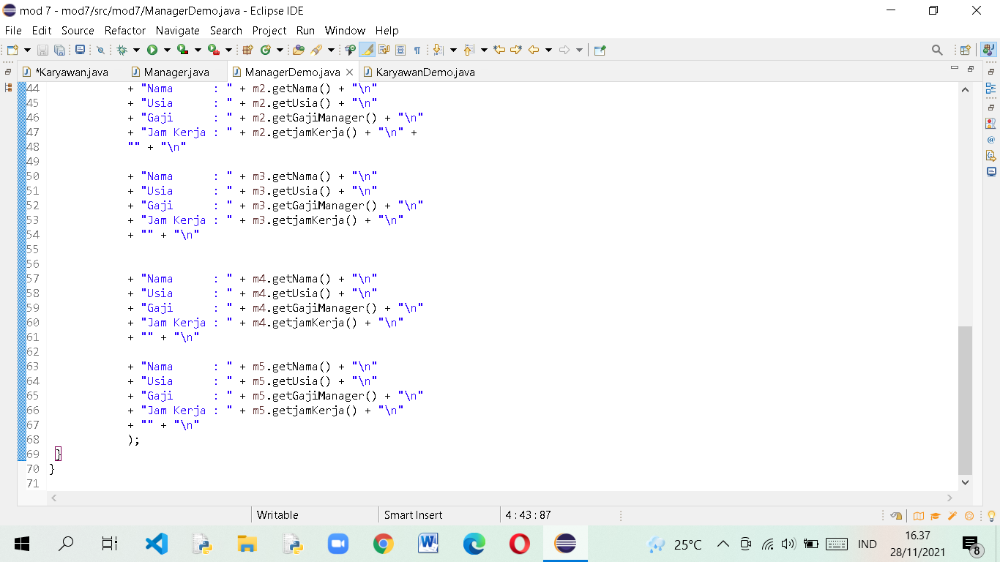 mod 7 - mod7/src/mod7/ManagerDemo.java - Eclipse IDE
File Edit Source Refactor Navigate Search Project Run Window Help
*Karyawan.java Manager.java ManagerDemo.java KaryawanDemo.java
44 + "Nama      : " + m2.getNama() + "\n"
45 + "Usia      : " + m2.getUsia() + "\n"
46 + "Gaji      : " + m2.getGajiManager() + "\n"
47 + "Jam Kerja : " + m2.getjamKerja() + "\n" +
48 "" + "\n"
49
50 + "Nama      : " + m3.getNama() + "\n"
51 + "Usia      : " + m3.getUsia() + "\n"
52 + "Gaji      : " + m3.getGajiManager() + "\n"
53 + "Jam Kerja : " + m3.getjamKerja() + "\n"
54 + "" + "\n"
55
56
57 + "Nama      : " + m4.getNama() + "\n"
58 + "Usia      : " + m4.getUsia() + "\n"
59 + "Gaji      : " + m4.getGajiManager() + "\n"
60 + "Jam Kerja : " + m4.getjamKerja() + "\n"
61 + "" + "\n"
62
63 + "Nama      : " + m5.getNama() + "\n"
64 + "Usia      : " + m5.getUsia() + "\n"
65 + "Gaji      : " + m5.getGajiManager() + "\n"
66 + "Jam Kerja : " + m5.getjamKerja() + "\n"
67 + "" + "\n"
68 );
69 }
70 }
71
Writable Smart Insert 4 : 43 : 87
25°C IND 16.37
28/11/2021 8